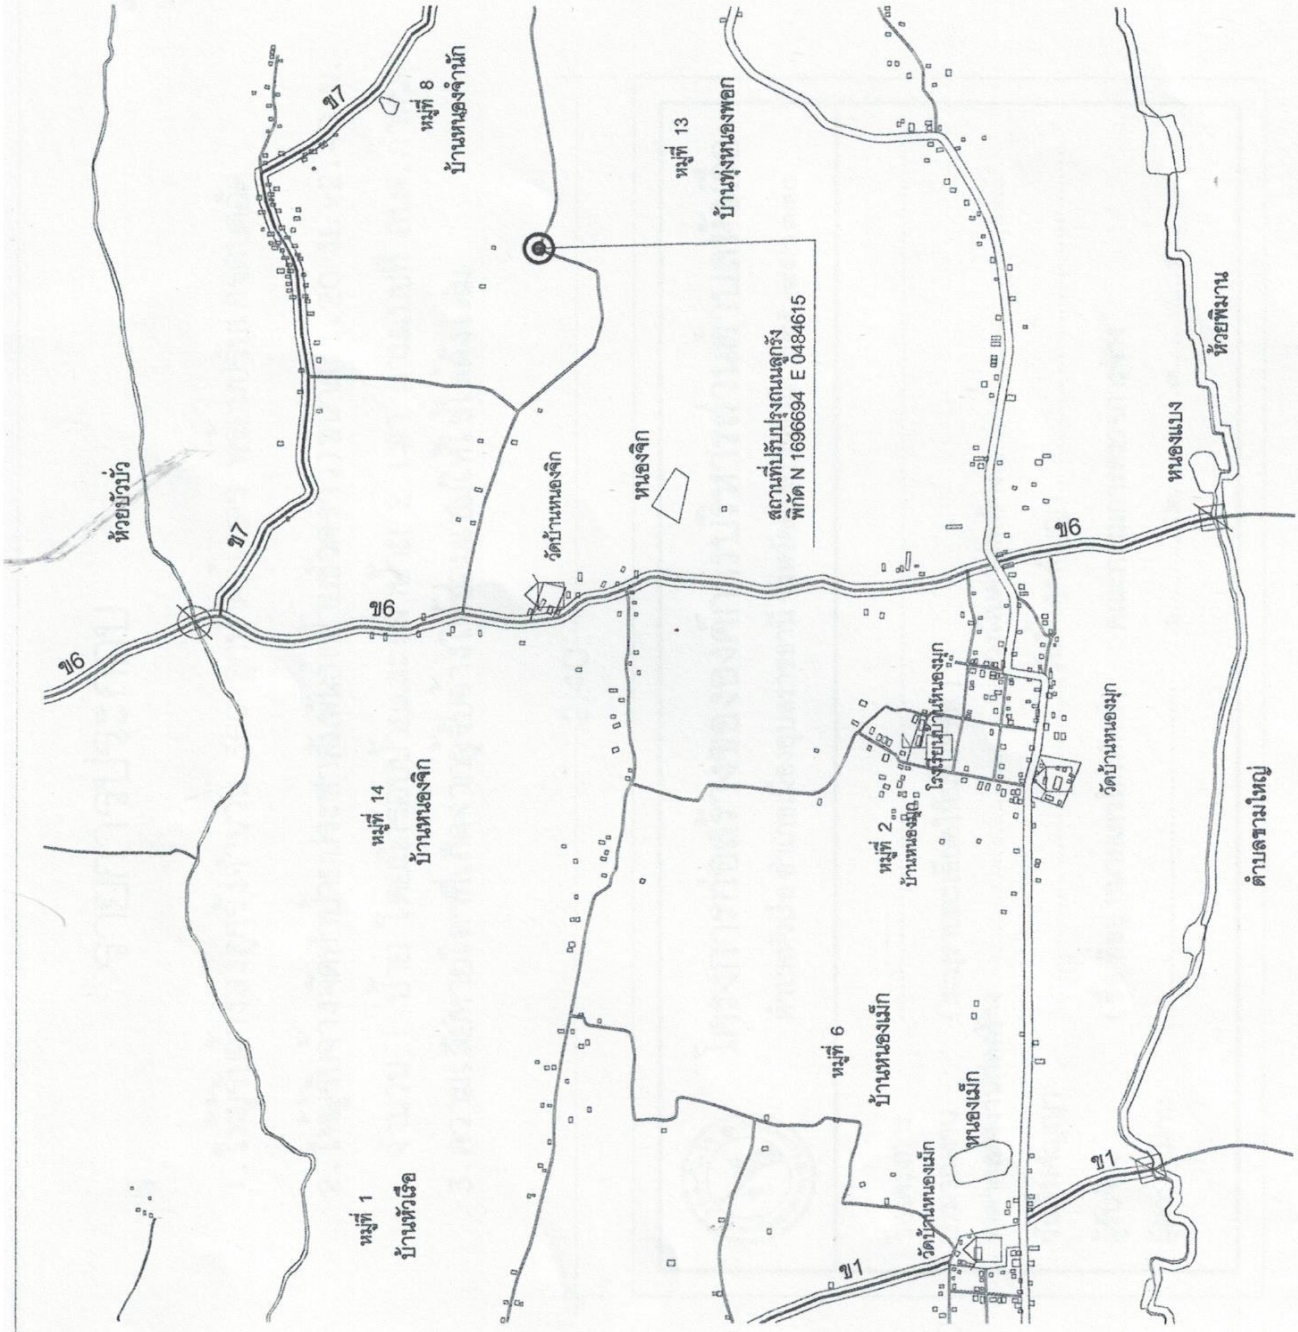 ห้วยบัวบัว
ข6
ข7
ข7
หมู่ที่ 8
บ้านหนองจำนัก
ข6
หมู่ที่ 14
บ้านหนองจิก
วัดบ้านหนองจิก
หนองจิก
หมู่ที่ 13
บ้านทุ่งหนองพอก
สถานที่ปรับปรุงถนนลูกรัง
พิกัด N 1696694 E 0484615
หมู่ที่ 1
บ้านหัวเรือ
หมู่ที่ 6
บ้านหนองเม็ก
หมู่ที่ 2
บ้านหนองมุก
โรงเรียนบ้านหนองมุก
วัดบ้านหนองมุก
ข6
วัดบ้านหนองเม็ก
หนองเม็ก
ข1
ข1
หนองแบง
ห้วยพิมาน
ตำบลขามใหญ่